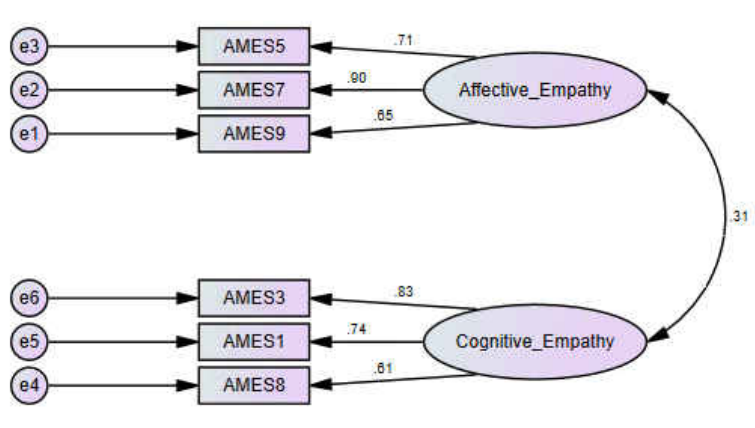 e3 AMES5 .71
e2 AMES7 .90 Affective_Empathy
e1 AMES9 .65
.31
e6 AMES3 .83
e5 AMES1 .74 Cognitive_Empathy
e4 AMES8 .61